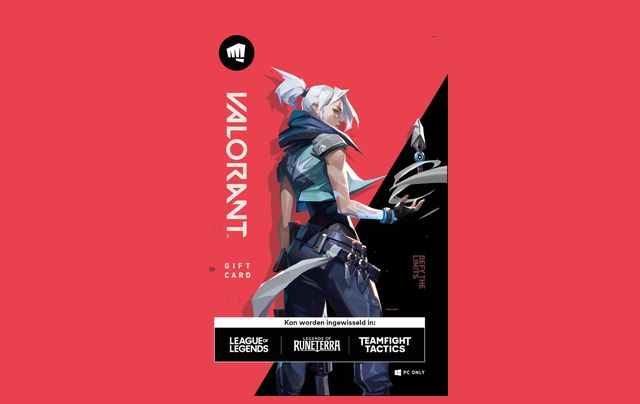 VALORANT
GIFT
CARD
DEFY THE
LIMITS
Kan worden ingewisseld in:
LEAGUE OF
LEGENDS
LEGENDS OF
RUNETERRA
TEAMFIGHT
TACTICS
PC ONLY